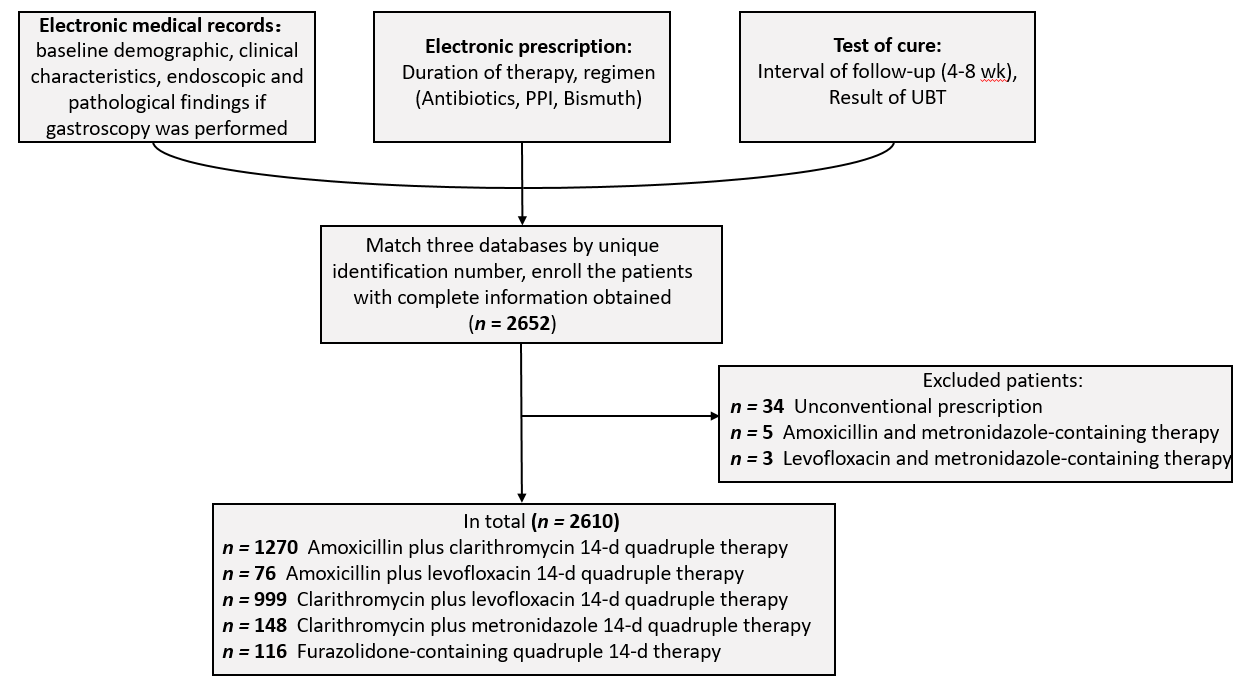 Electronic medical records：
baseline demographic, clinical
characteristics, endoscopic and
pathological findings if
gastroscopy was performed
Electronic prescription:
Duration of therapy, regimen
(Antibiotics, PPI, Bismuth)
Test of cure:
Interval of follow-up (4-8 wk),
Result of UBT
Match three databases by unique
identification number, enroll the patients
with complete information obtained
(n = 2652)
Excluded patients:
n = 34 Unconventional prescription
n = 5 Amoxicillin and metronidazole-containing therapy
n = 3 Levofloxacin and metronidazole-containing therapy
In total (n = 2610)
n = 1270 Amoxicillin plus clarithromycin 14-d quadruple therapy
n = 76 Amoxicillin plus levofloxacin 14-d quadruple therapy
n = 999 Clarithromycin plus levofloxacin 14-d quadruple therapy
n = 148 Clarithromycin plus metronidazole 14-d quadruple therapy
n = 116 Furazolidone-containing quadruple 14-d therapy